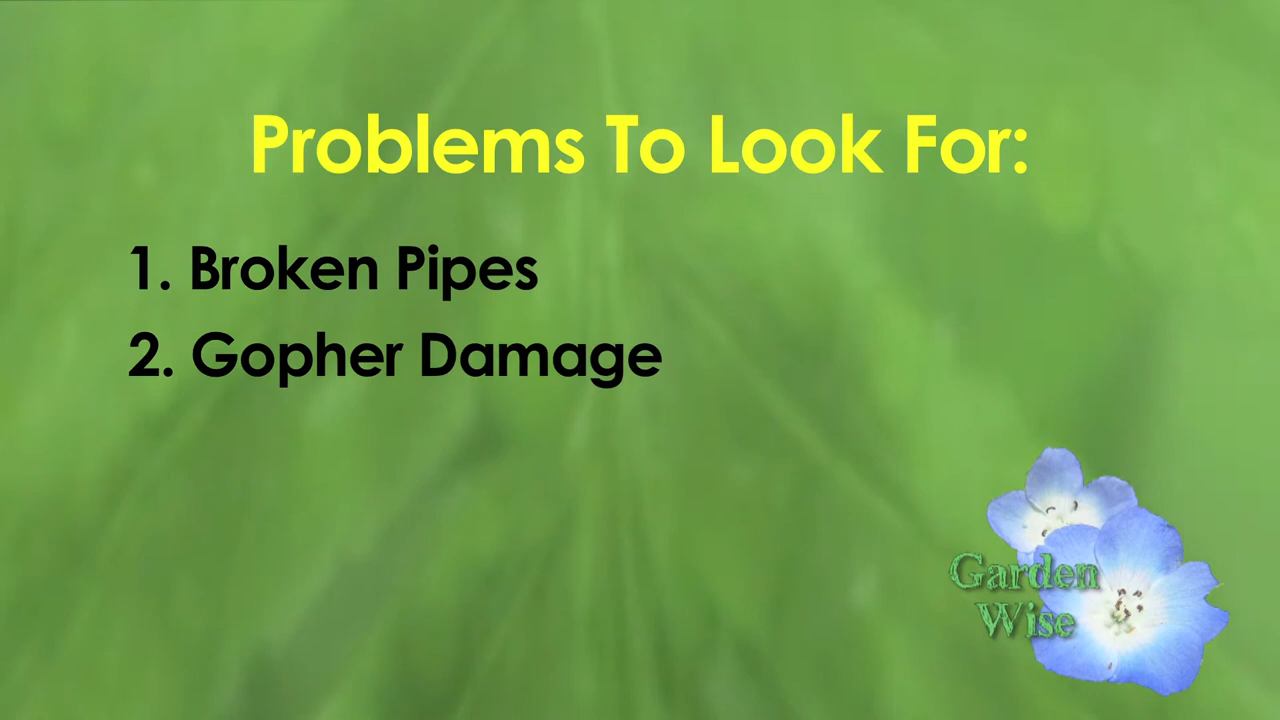 Problems To Look For:
1. Broken Pipes
2. Gopher Damage
Garden
Wise